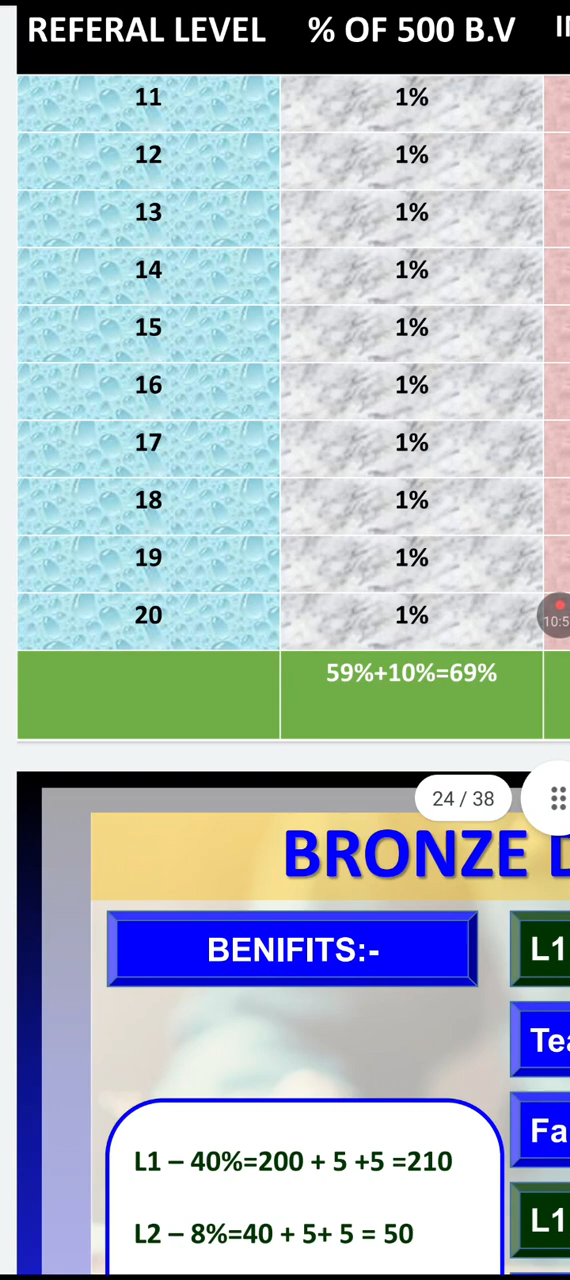 REFERAL LEVEL % OF 500 B.V
11 1%
12 1%
13 1%
14 1%
15 1%
16 1%
17 1%
18 1%
19 1%
20 1%
59%+10%=69%
24 / 38
BRONZE
BENIFITS:-
L1
L1 – 40%=200 + 5 +5 =210
L1
L2 – 8%=40 + 5+ 5 = 50